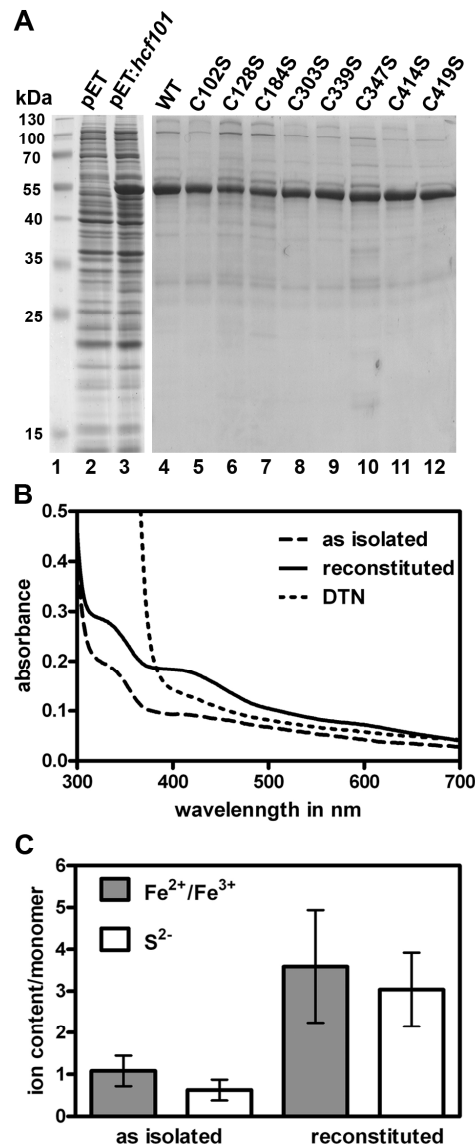 A
kDa
pET
pET:hcf101
WT
C102S
C128S
C184S
C303S
C339S
C347S
C414S
C419S
130
100
70
55
40
35
25
15
1 2 3 4 5 6 7 8 9 10 11 12
B
0.5
0.4
0.3
0.2
0.1
0.0
absorbance
as isolated
reconstituted
DTN
300 400 500 600 700
wavelenngth in nm
C
6
5
4
3
2
1
0
ion content/monomer
Fe²⁺/Fe³⁺
S²⁻
as isolated reconstituted